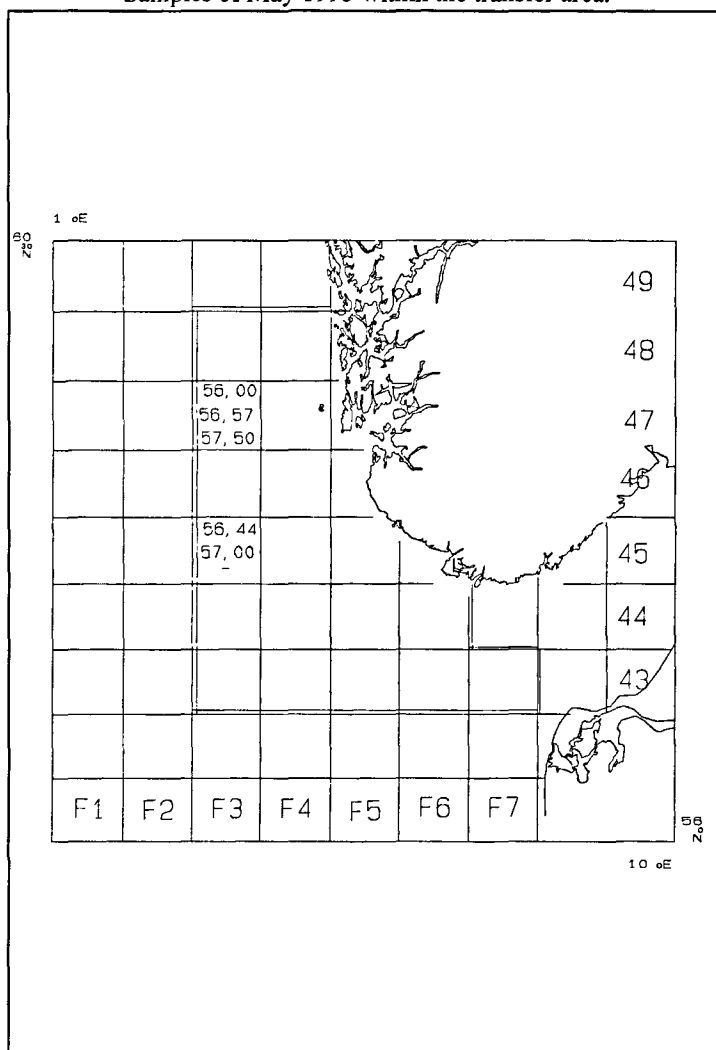 Samples of May 1995 within the transfer area.
1 oE
60
30
N
49
48
56, 00
56, 57
57, 50
47
46
56, 44
57, 00
–
45
44
43
F1 F2 F3 F4 F5 F6 F7
56
N
o
10 oE